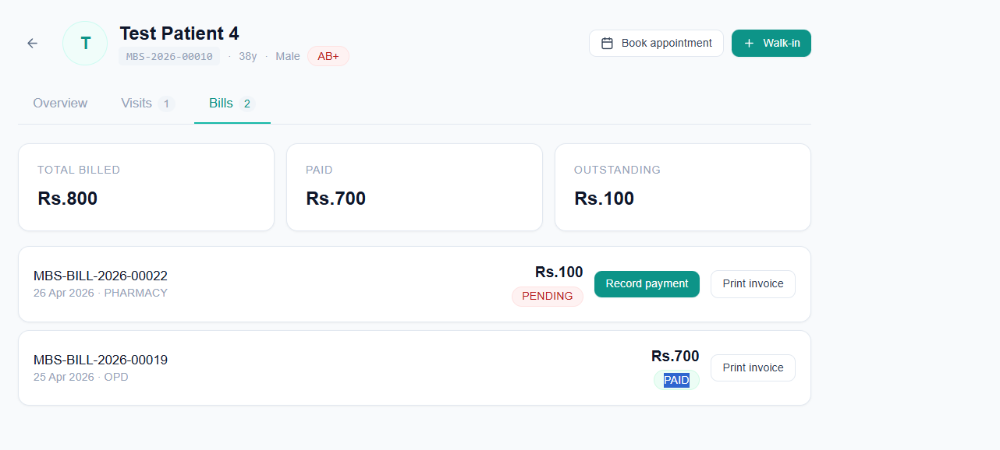 T
Test Patient 4
MBS-2026-00010 · 38y · Male AB+
Book appointment
Walk-in
Overview
Visits 1
Bills 2
TOTAL BILLED
Rs.800
PAID
Rs.700
OUTSTANDING
Rs.100
MBS-BILL-2026-00022
26 Apr 2026 · PHARMACY
Rs.100
PENDING
Record payment
Print invoice
MBS-BILL-2026-00019
25 Apr 2026 · OPD
Rs.700
PAID
Print invoice